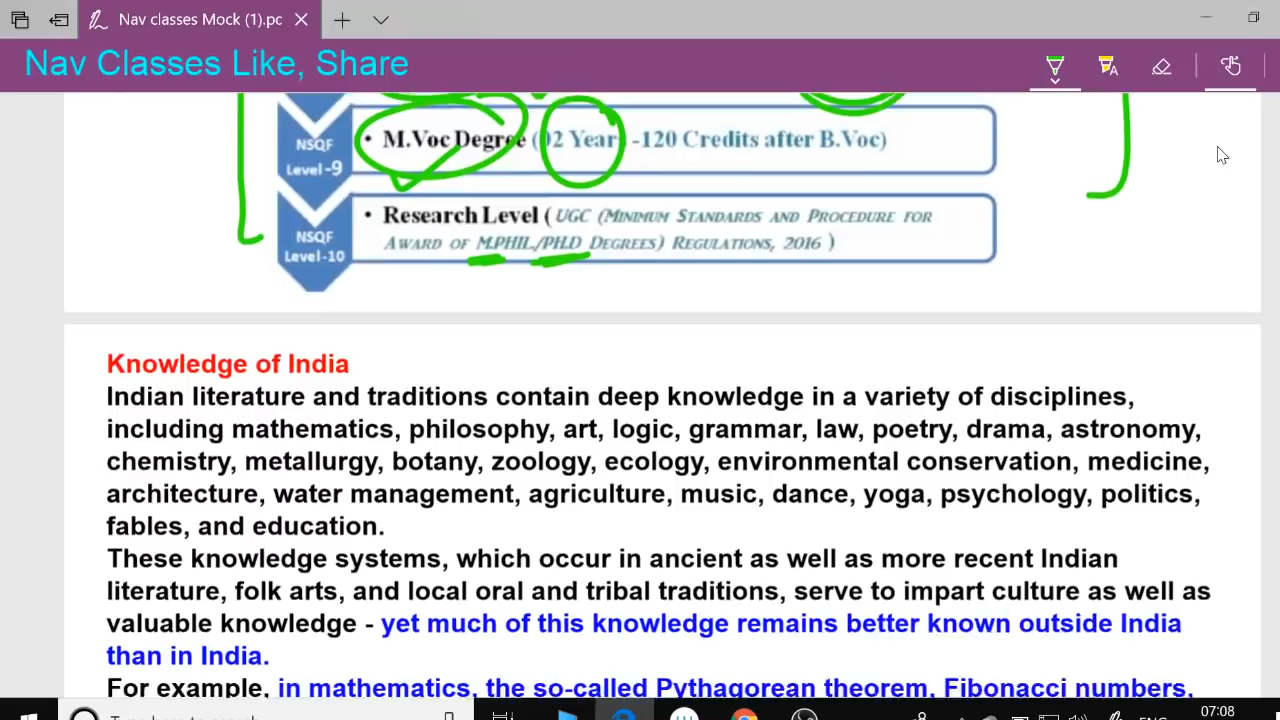 Nav classes Mock (1).pc
Nav Classes Like, Share
NSQF
Level-9
• M.Voc Degree (02 Years -120 Credits after B.Voc)
NSQF
Level-10
• Research Level ( UGC (MINIMUM STANDARDS AND PROCEDURE FOR
AWARD OF M.PHIL./PH.D DEGREES) REGULATIONS, 2016 )
Knowledge of India
Indian literature and traditions contain deep knowledge in a variety of disciplines,
including mathematics, philosophy, art, logic, grammar, law, poetry, drama, astronomy,
chemistry, metallurgy, botany, zoology, ecology, environmental conservation, medicine,
architecture, water management, agriculture, music, dance, yoga, psychology, politics,
fables, and education.
These knowledge systems, which occur in ancient as well as more recent Indian
literature, folk arts, and local oral and tribal traditions, serve to impart culture as well as
valuable knowledge - yet much of this knowledge remains better known outside India
than in India.
For example, in mathematics, the so-called Pythagorean theorem, Fibonacci numbers,
07:08